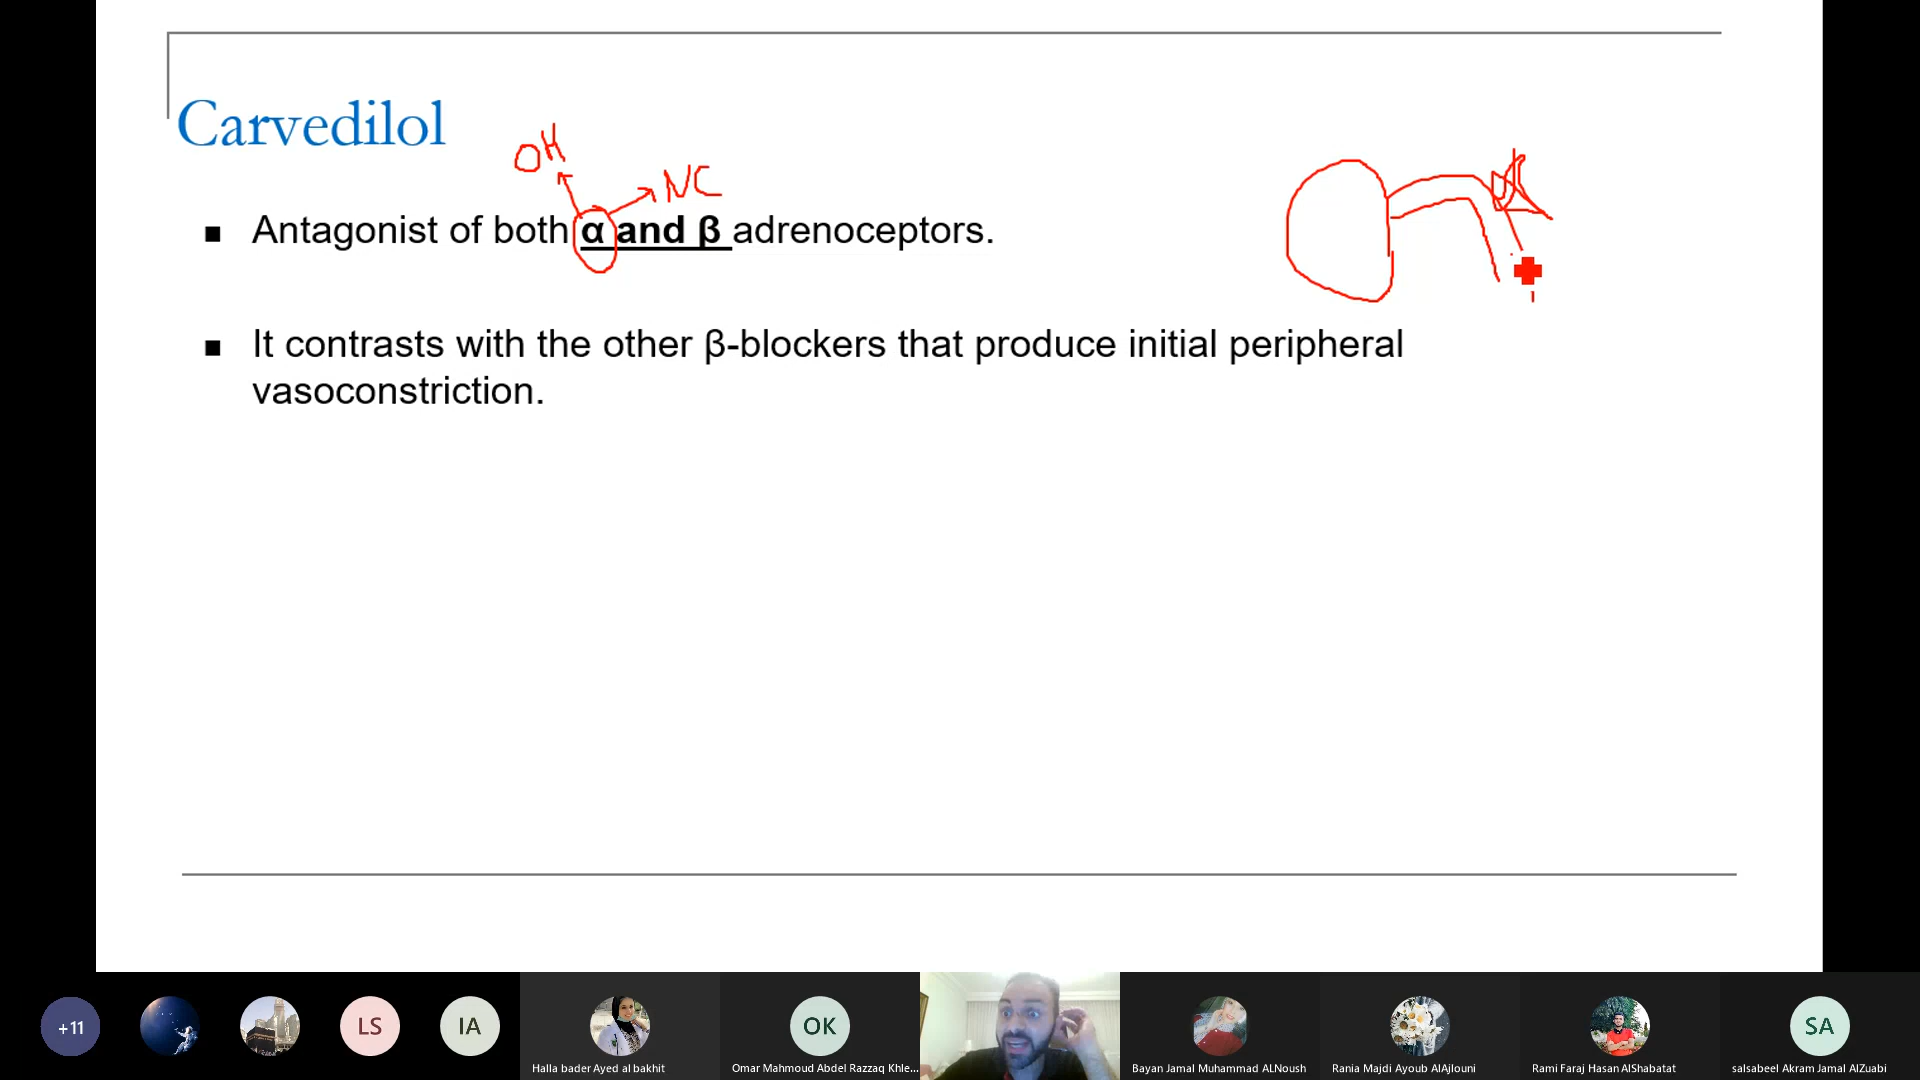 Carvedilol
OH
NC
■ Antagonist of both α and β adrenoceptors.
■ It contrasts with the other β-blockers that produce initial peripheral
vasoconstriction.
+11
LS
IA
OK
SA
Halla bader Ayed al bakhit
Omar Mahmoud Abdel Razzaq Khle...
Bayan Jamal Muhammad ALNoush
Rania Majdi Ayoub AlAjlouni
Rami Faraj Hasan AlShabatat
salsabeel Akram Jamal AlZuabi